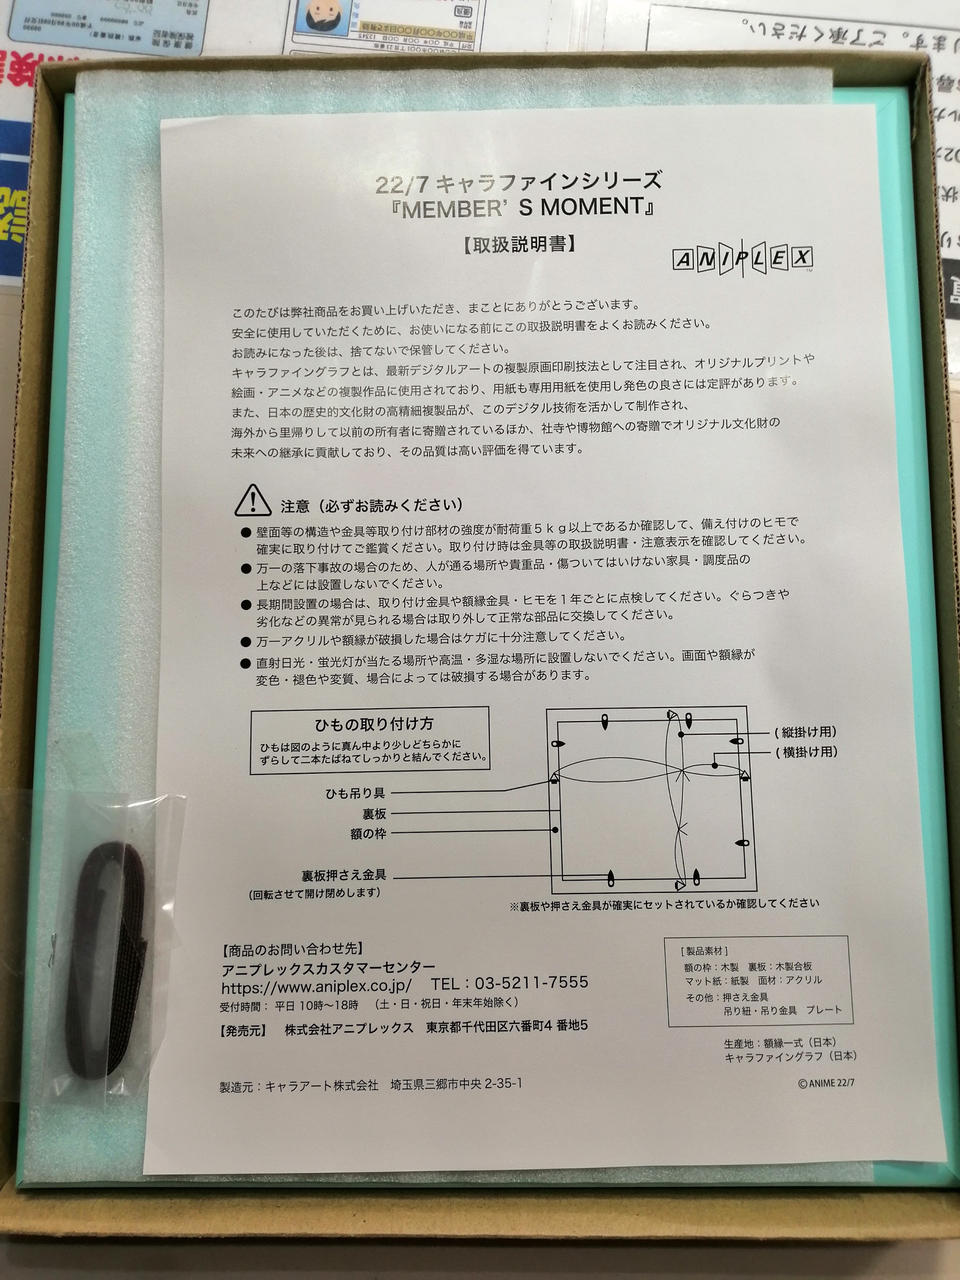 22/7 キャラファインシリーズ
『MEMBER’S MOMENT』
【取扱説明書】
ANIPLEX
このたびは弊社商品をお買い上げいただき、まことにありがとうございます。
安全に使用していただくために、お使いになる前にこの取扱説明書をよくお読みください。
お読みになった後は、捨てないで保管してください。
キャラファイングラフとは、最新デジタルアートの複製原画印刷技法として注目され、オリジナルプリントや
絵画・アニメなどの複製作品に使用されており、用紙も専用用紙を使用し発色の良さには定評があります。
また、日本の歴史的文化財の高精細複製品が、このデジタル技術を活かして制作され、
海外から里帰りして以前の所有者に寄贈されているほか、社寺や博物館への寄贈でオリジナル文化財の
未来への継承に貢献しており、その品質は高い評価を得ています。
注意（必ずお読みください）
● 壁面等の構造や金具等取り付け部材の強度が耐荷重５ｋｇ以上であるか確認して、備え付けのヒモで
確実に取り付けてご鑑賞ください。取り付け時は金具等の取扱説明書・注意表示を確認してください。
● 万一の落下事故の場合のため、人が通る場所や貴重品・傷ついてはいけない家具・調度品の
上などには設置しないでください。
● 長期間設置の場合は、取り付け金具や額縁金具・ヒモを１年ごとに点検してください。ぐらつきや
劣化などの異常が見られる場合は取り外して正常な部品に交換してください。
● 万一アクリルや額縁が破損した場合はケガに十分注意してください。
● 直射日光・蛍光灯が当たる場所や高温・多湿な場所に設置しないでください。画面や額縁が
変色・褪色や変質、場合によっては破損する場合があります。
ひもの取り付け方
ひもは図のように真ん中より少しどちらかに
ずらして二本たばねてしっかりと結んでください。
（縦掛け用）
（横掛け用）
ひも吊り具
裏板
額の枠
裏板押さえ金具
（回転させて開け閉めします）
※裏板や押さえ金具が確実にセットされているか確認してください
【商品のお問い合わせ先】
アニプレックスカスタマーセンター
https://www.aniplex.co.jp/　TEL：03-5211-7555
受付時間： 平日 10時〜18時　（土・日・祝日・年末年始除く）
【発売元】　株式会社アニプレックス　東京都千代田区六番町4 番地5
製造元：キャラアート株式会社　埼玉県三郷市中央 2-35-1
［製品素材］
額の枠：木製　裏板：木製合板
マット紙：紙製　面材：アクリル
その他：押さえ金具
吊り紐・吊り金具　プレート
生産地：額縁一式（日本）
キャラファイングラフ（日本）
© ANIME 22/7
ます。ご了承ください。